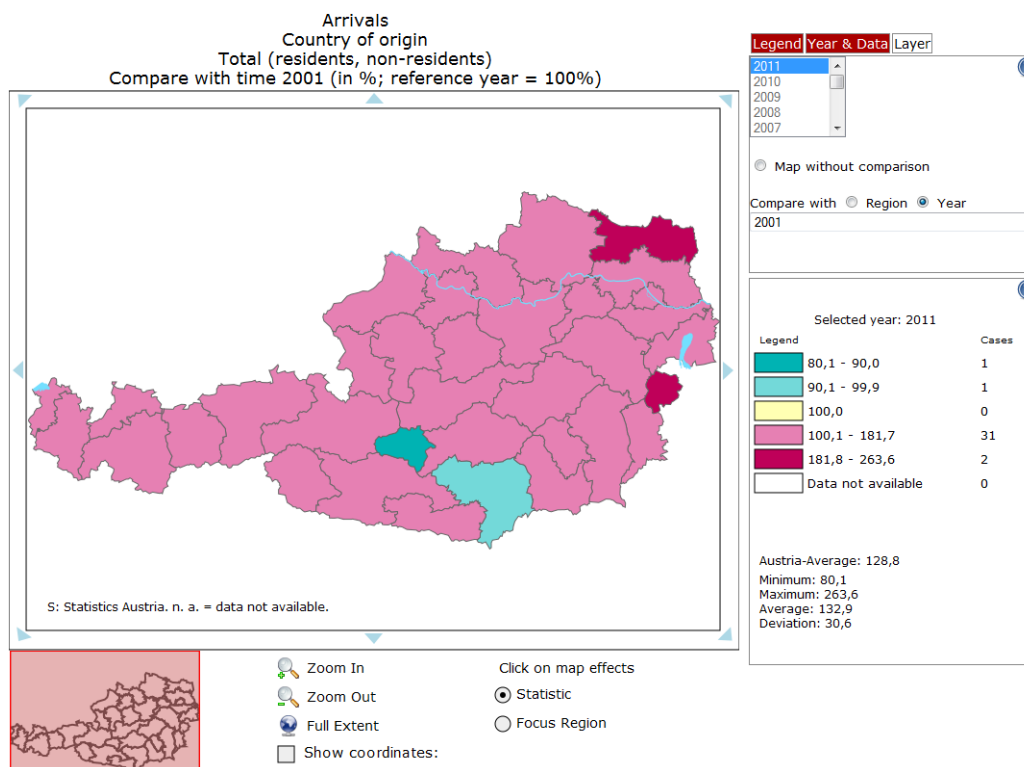 Arrivals
Country of origin
Total (residents, non-residents)
Compare with time 2001 (in %; reference year = 100%)
Legend Year & Data Layer
2011
2010
2009
2008
2007
Map without comparison
Compare with Region Year
2001
Selected year: 2011
Legend Cases
80,1 - 90,0 1
90,1 - 99,9 1
100,0 0
100,1 - 181,7 31
181,8 - 263,6 2
Data not available 0
Austria-Average: 128,8
Minimum: 80,1
Maximum: 263,6
Average: 132,9
Deviation: 30,6
S: Statistics Austria. n. a. = data not available.
Zoom In
Zoom Out
Full Extent
Show coordinates:
Click on map effects
Statistic
Focus Region